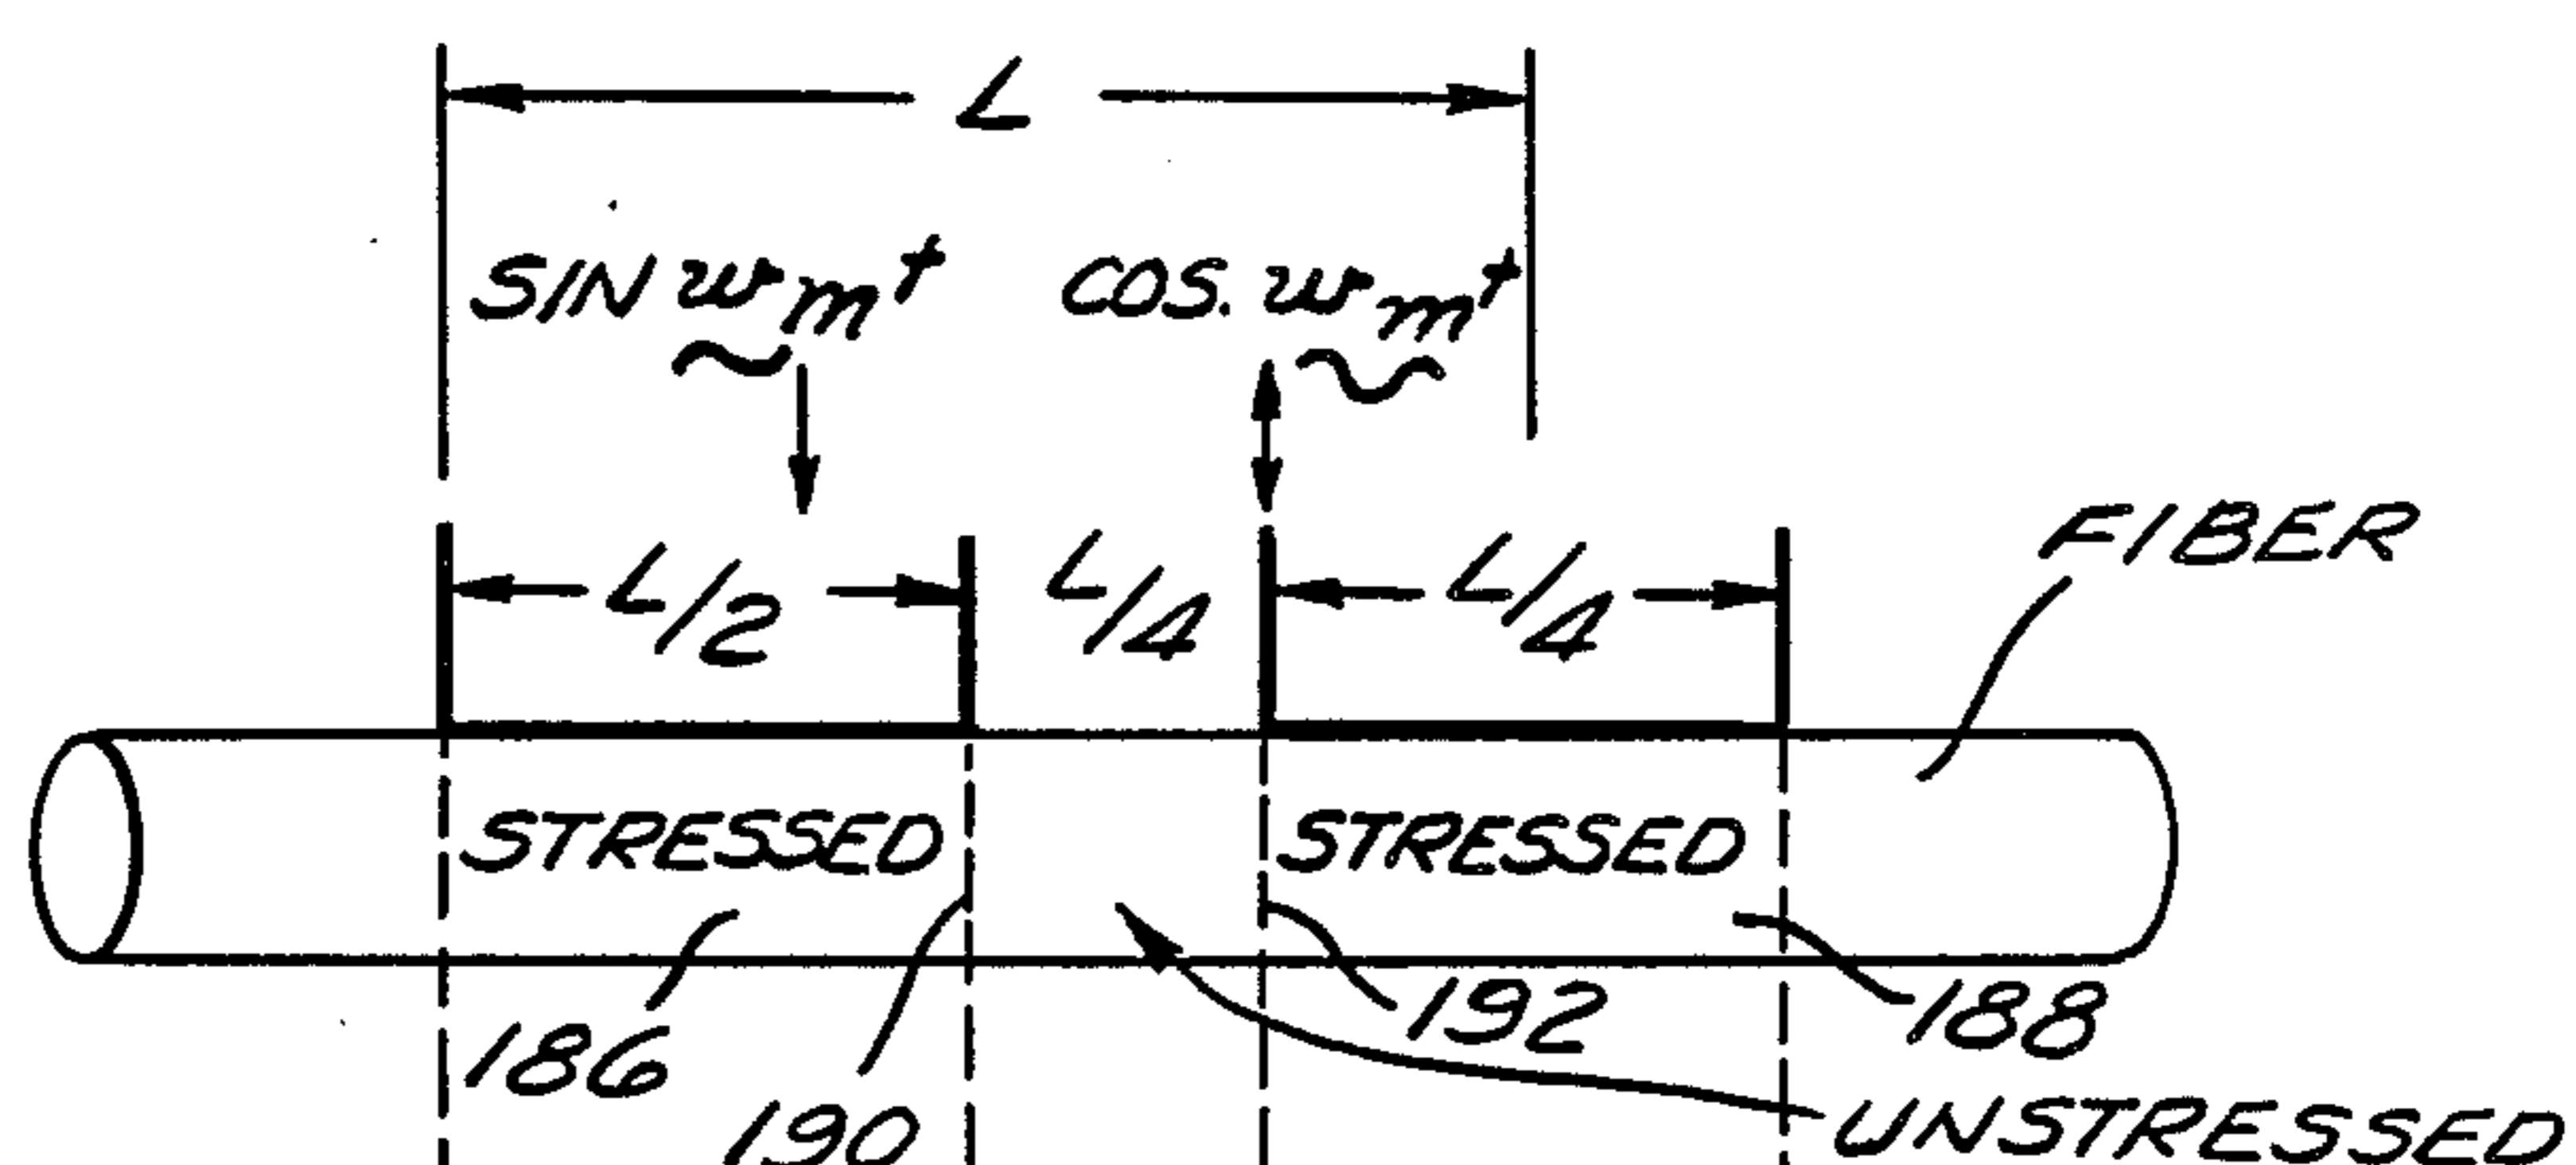 L
SIN wmt COS. wmt
L/2 L/4 L/4 FIBER
STRESSED STRESSED
186 190 192 188
UNSTRESSED